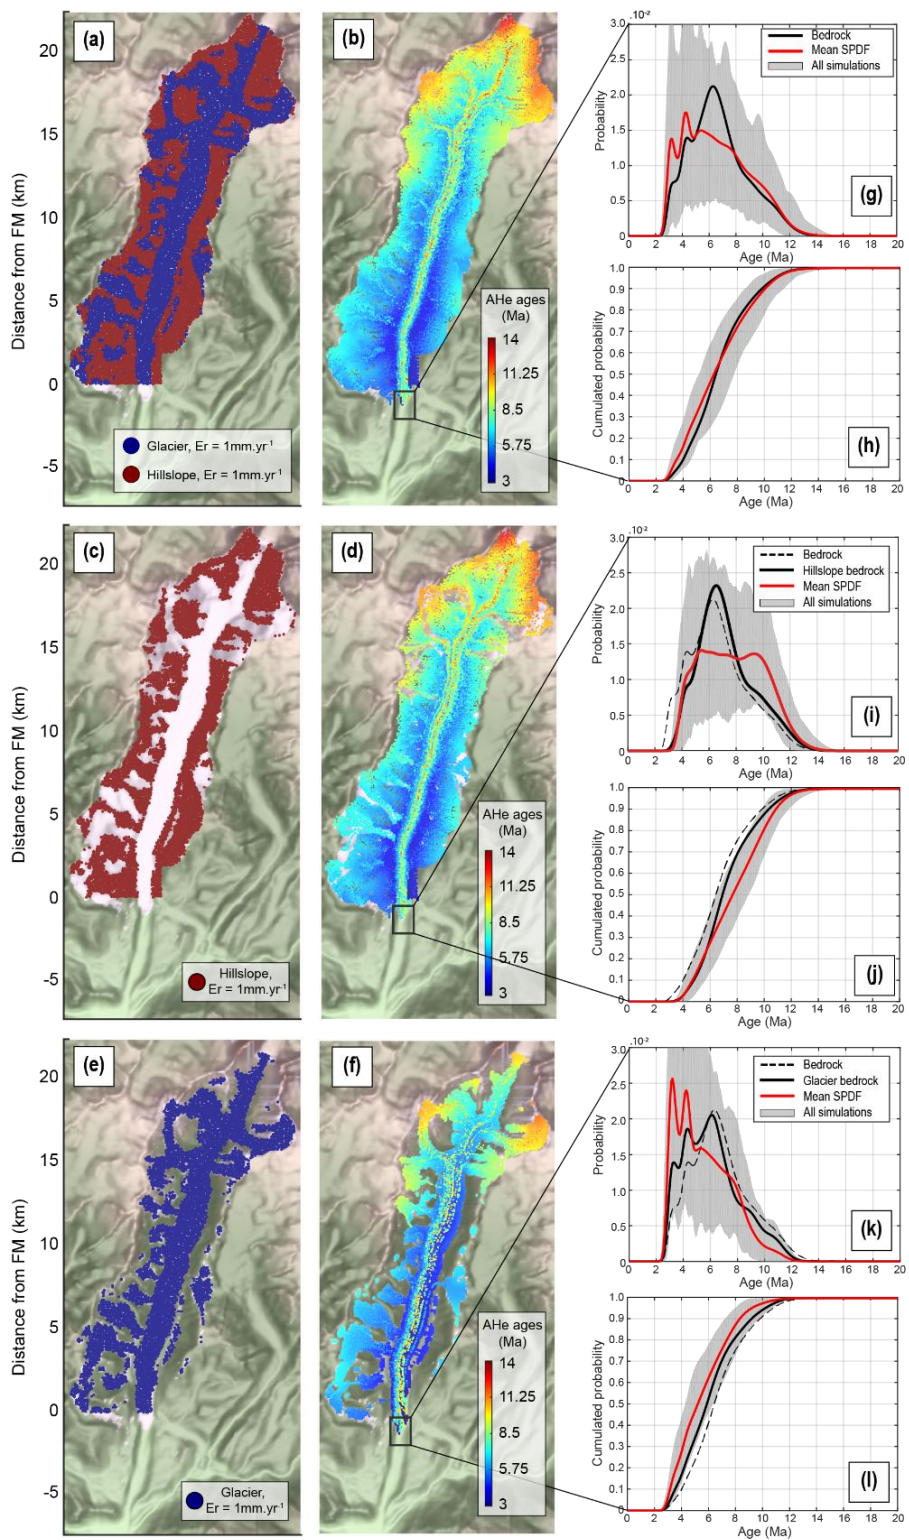 (a)
Distance from FM (km)
20
15
10
5
0
-5
Glacier, Er = 1mm.yr⁻¹
Hillslope, Er = 1mm.yr⁻¹
(b)
AHe ages
(Ma)
14
11.25
8.5
5.75
3
3.0 .10⁻²
2.5
2.0
1.5
1.0
0.5
0
Probability
Bedrock
Mean SPDF
All simulations
(g)
0 2 4 6 8 10 12 14 16 18 20
Age (Ma)
1.0
0.9
0.8
0.7
0.6
0.5
0.4
0.3
0.2
0.1
0
Cumulated probability
(h)
0 2 4 6 8 10 12 14 16 18 20
Age (Ma)
(c)
Distance from FM (km)
20
15
10
5
0
-5
Hillslope,
Er = 1mm.yr⁻¹
(d)
AHe ages
(Ma)
14
11.25
8.5
5.75
3
3.0 .10⁻²
2.5
2.0
1.5
1.0
0.5
0
Probability
Bedrock
Hillslope bedrock
Mean SPDF
All simulations
(i)
0 2 4 6 8 10 12 14 16 18 20
Age (Ma)
1.0
0.9
0.8
0.7
0.6
0.5
0.4
0.3
0.2
0.1
0
Cumulated probability
(j)
0 2 4 6 8 10 12 14 16 18 20
Age (Ma)
(e)
Distance from FM (km)
20
15
10
5
0
-5
Glacier,
Er = 1mm.yr⁻¹
(f)
AHe ages
(Ma)
14
11.25
8.5
5.75
3
3.0 .10⁻²
2.5
2.0
1.5
1.0
0.5
0
Probability
Bedrock
Glacier bedrock
Mean SPDF
All simulations
(k)
0 2 4 6 8 10 12 14 16 18 20
Age (Ma)
1.0
0.9
0.8
0.7
0.6
0.5
0.4
0.3
0.2
0.1
0
Cumulated probability
(l)
0 2 4 6 8 10 12 14 16 18 20
Age (Ma)